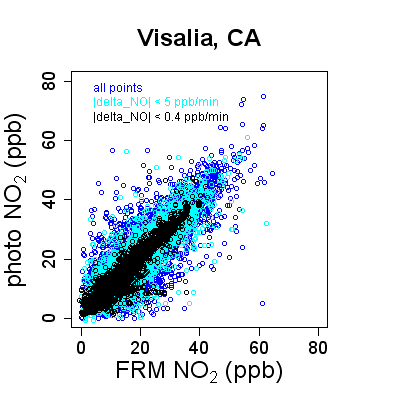 Visalia, CA
all points
|delta_NO| < 5 ppb/min
|delta_NO| < 0.4 ppb/min
photo NO₂ (ppb)
80
60
40
20
0
0 20 40 60 80
FRM NO₂ (ppb)